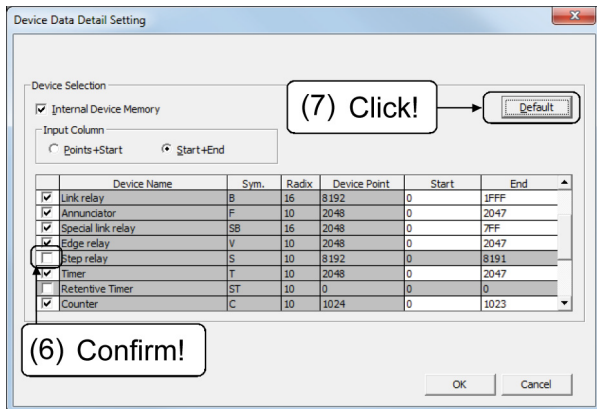 Device Data Detail Setting
Device Selection
Internal Device Memory
(7) Click!
Default
Input Column
Points+Start Start+End
Device Name Sym. Radix Device Point Start End
Link relay B 16 8192 0 1FFF
Annunciator F 10 2048 0 2047
Special link relay SB 16 2048 0 7FF
Edge relay V 10 2048 0 2047
Step relay S 10 8192 0 8191
Timer T 10 2048 0 2047
Retentive Timer ST 10 0 0 0
Counter C 10 1024 0 1023
(6) Confirm!
OK Cancel